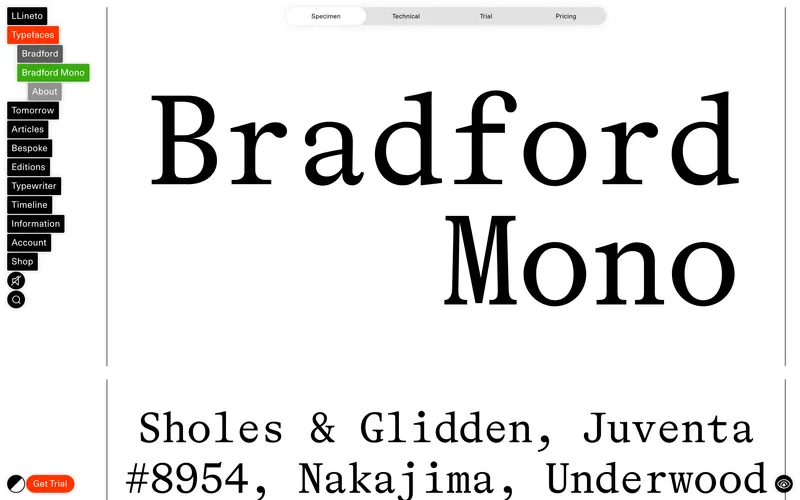 LLineto
Typefaces
Bradford
Bradford Mono
About
Tomorrow
Articles
Bespoke
Editions
Typewriter
Timeline
Information
Account
Shop
Get Trial
Specimen Technical Trial Pricing
Bradford
Mono
Sholes & Glidden, Juventa
#8954, Nakajima, Underwood